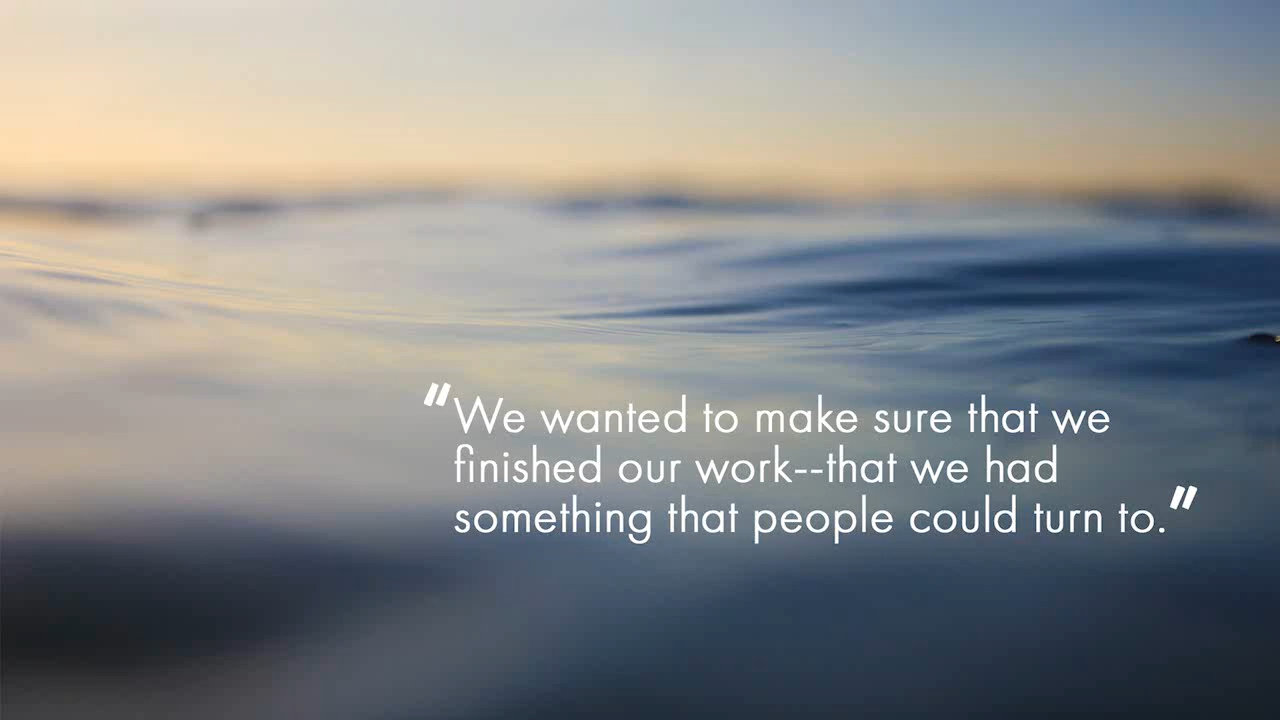 "We wanted to make sure that we
finished our work--that we had
something that people could turn to."